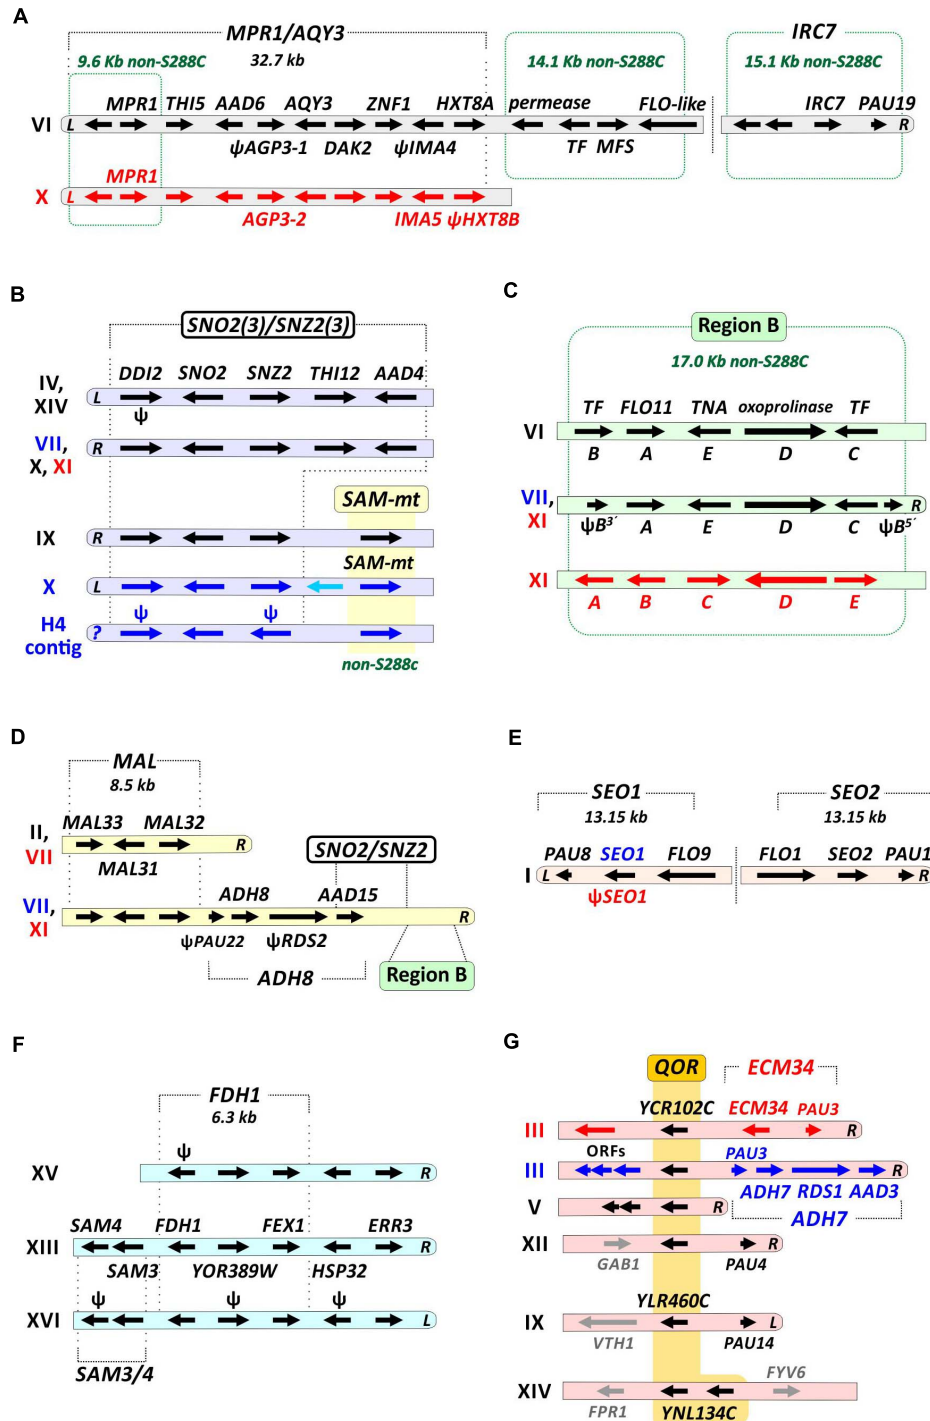 A
MPR1/AQY3
IRC7
9.6 Kb non-S288C
32.7 kb
14.1 Kb non-S288C
15.1 kb non-S288C
MPR1 THI5 AAD6 AQY3 ZNF1 HXT8A permease FLO-like IRC7 PAU19
VI L R
ψAGP3-1 DAK2 ψIMA4 TF MFS
MPR1
X L
AGP3-2 IMA5 ψHXT8B
B
SNO2(3)/SNZ2(3)
DDI2 SNO2 SNZ2 THI12 AAD4
IV,
XIV
L
ψ
VII,
X, XI
R
SAM-mt
IX R
SAM-mt
X L
ψ ψ
H4
contig
?
non-S288c
C
Region B
17.0 Kb non-S288C
TF FLO11 TNA oxoprolinase TF
VI
B A E D C
VII,
XI
R
ψB3´ A E D C ψB5´
XI
A B C D E
D
MAL
8.5 kb
MAL33 MAL32
II,
VII
R
MAL31
SNO2/SNZ2
ADH8 AAD15
VII,
XI
R
ψPAU22 ψRDS2
ADH8
Region B
E
SEO1 SEO2
13.15 kb 13.15 kb
PAU8 SEO1 FLO9 FLO1 SEO2 PAU1
I L R
ψSEO1
F
FDH1
6.3 kb
ψ
XV R
SAM4 FDH1 FEX1 ERR3
XIII R
SAM3 YOR389W HSP32
ψ ψ ψ
XVI L
SAM3/4
G
QOR ECM34
YCR102C ECM34 PAU3
III R
ORFs PAU3
III R
ADH7 RDS1 AAD3
V R
ADH7
XII R
GAB1 PAU4
YLR460C
IX L
VTH1 PAU14
FYV6
XIV
FPR1 YNL134C